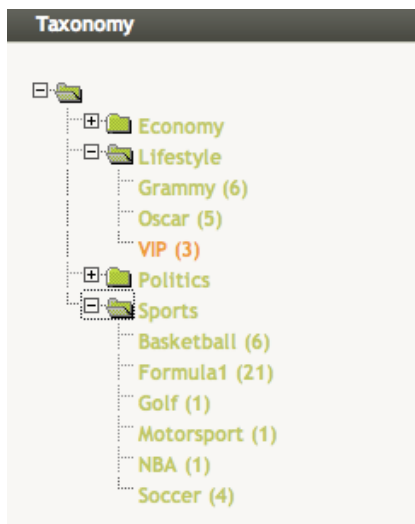 Taxonomy
Economy
Lifestyle
Grammy (6)
Oscar (5)
VIP (3)
Politics
Sports
Basketball (6)
Formula1 (21)
Golf (1)
Motorsport (1)
NBA (1)
Soccer (4)